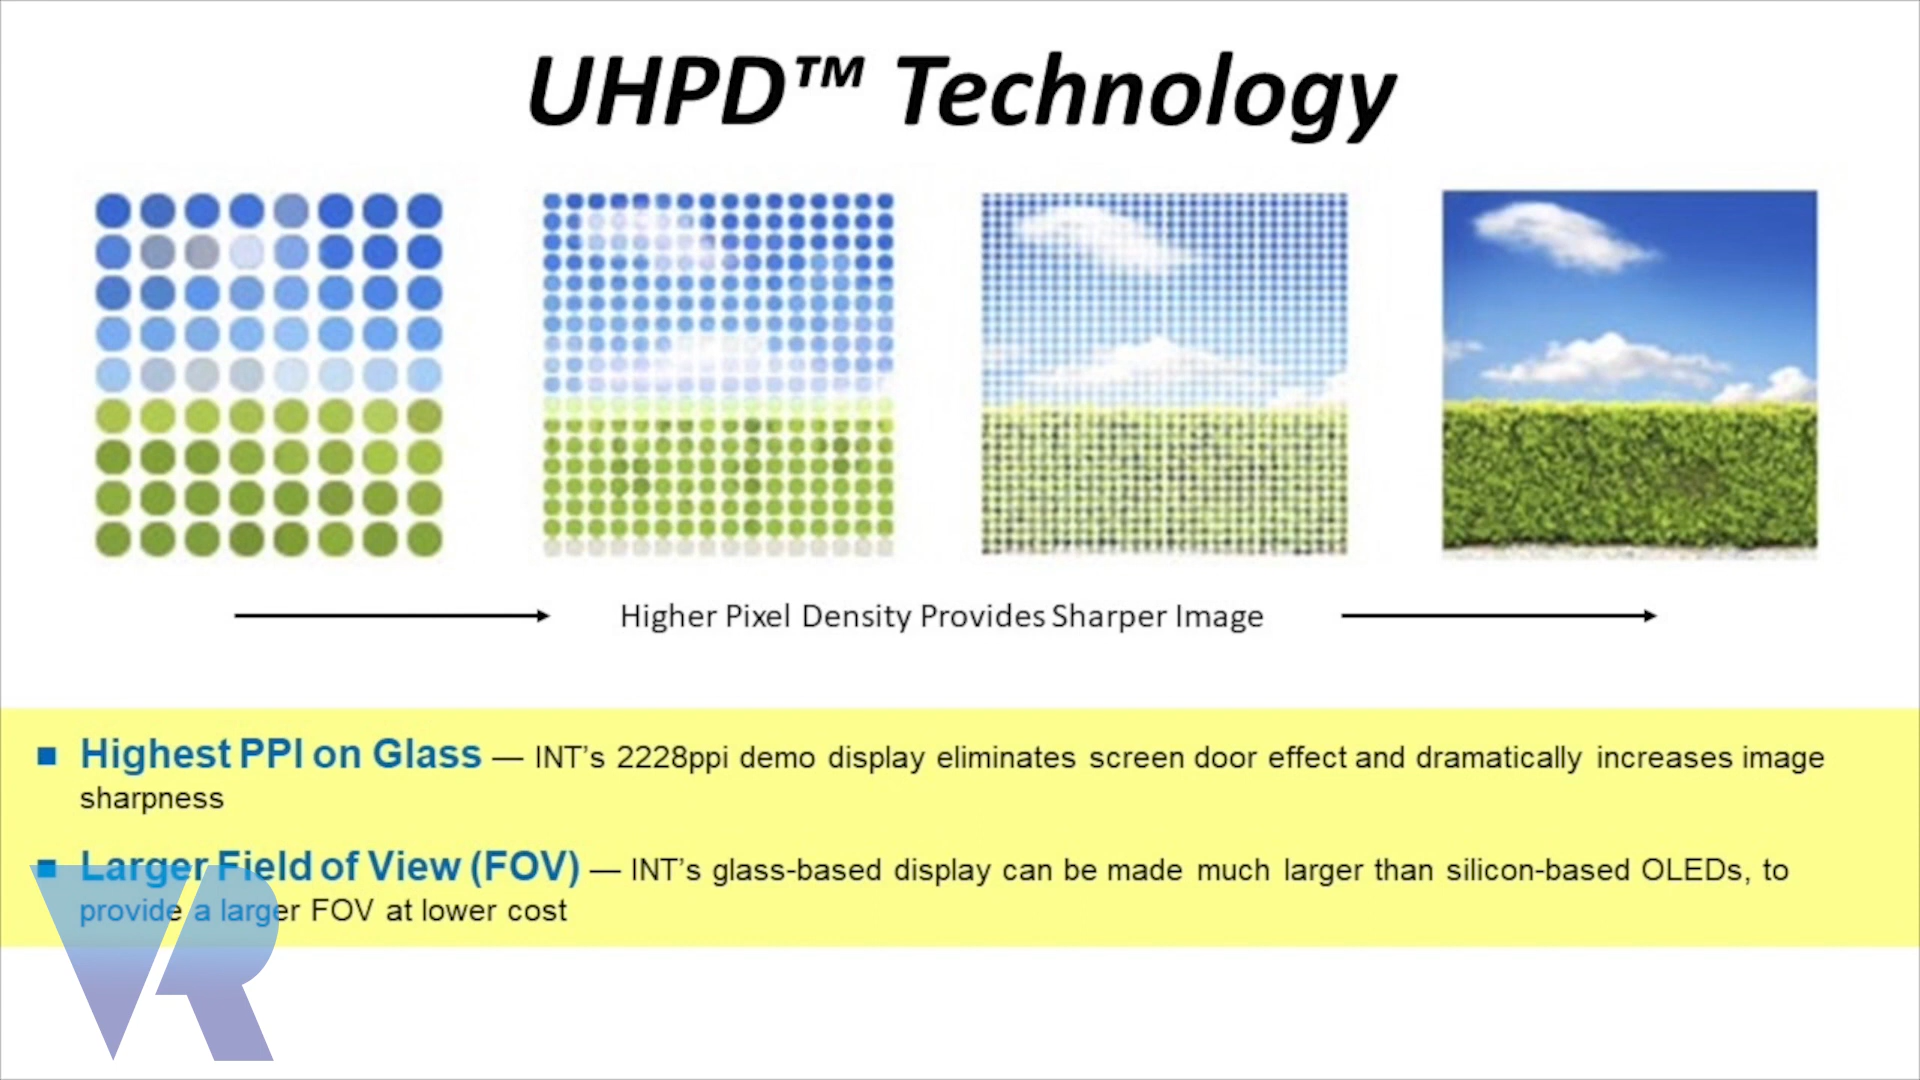 UHPD™ Technology
Higher Pixel Density Provides Sharper Image
■ Highest PPI on Glass — INT’s 2228ppi demo display eliminates screen door effect and dramatically increases image
sharpness
■ Larger Field of View (FOV) — INT’s glass-based display can be made much larger than silicon-based OLEDs, to
provide a larger FOV at lower cost
VR